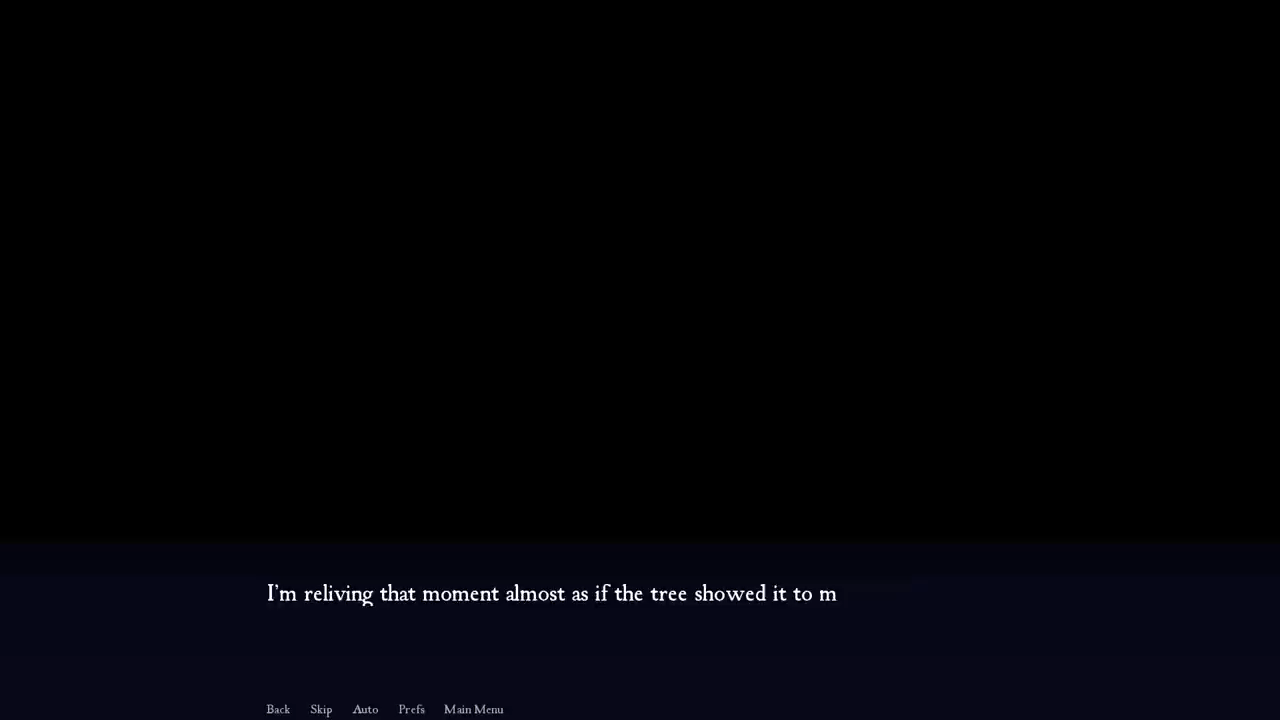 I'm reliving that moment almost as if the tree showed it to m
Back Skip Auto Prefs Main Menu